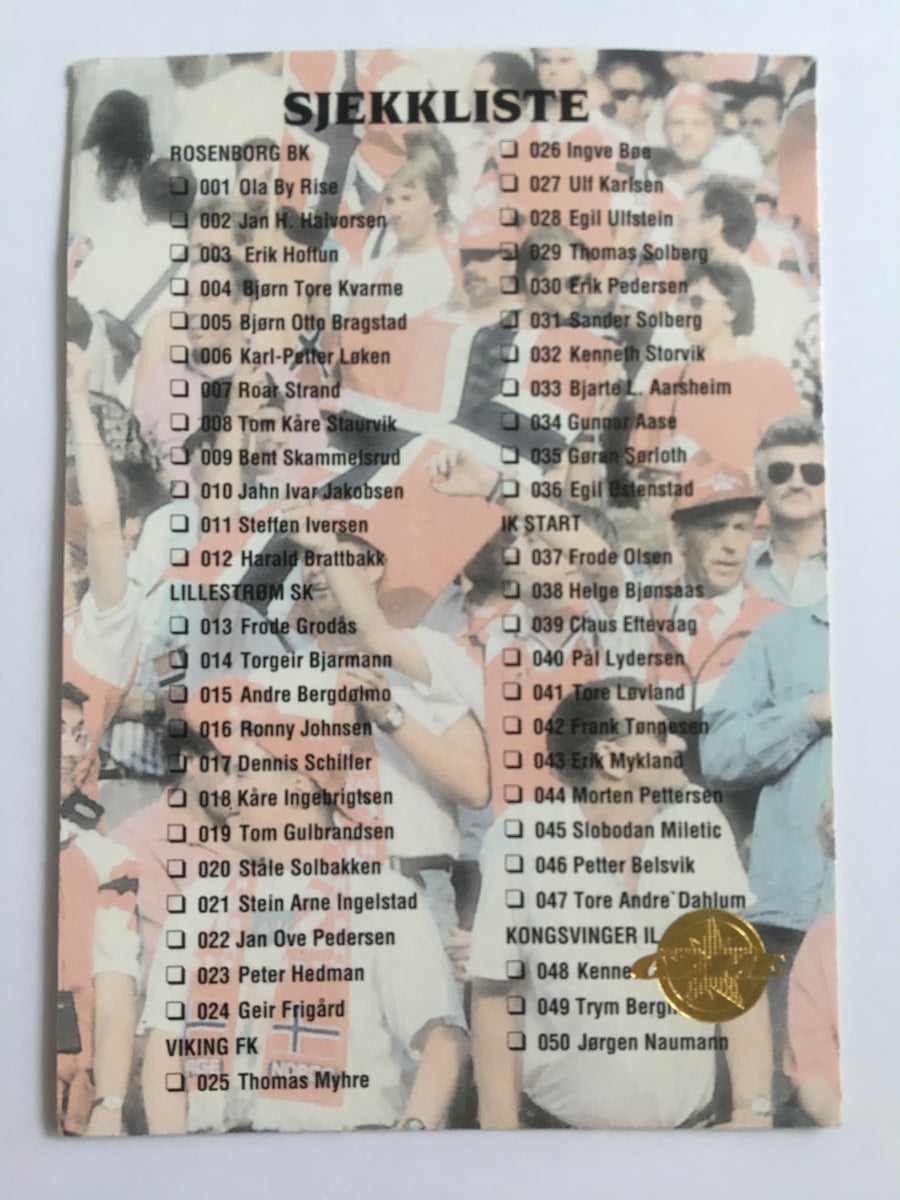 SJEKKLISTE
ROSENBORG BK
001 Ola By Rise
002 Jan H. Halvorsen
003 Erik Hoftun
004 Bjørn Tore Kvarme
005 Bjørn Otto Bragstad
006 Karl-Petter Løken
007 Roar Strand
008 Tom Kåre Staurvik
009 Bent Skammelsrud
010 Jahn Ivar Jakobsen
011 Steffen Iversen
012 Harald Brattbakk
LILLESTRØM SK
013 Frode Grodås
014 Torgeir Bjarmann
015 Andre Bergdølmo
016 Ronny Johnsen
017 Dennis Schiller
018 Kåre Ingebrigtsen
019 Tom Gulbrandsen
020 Ståle Solbakken
021 Stein Arne Ingelstad
022 Jan Ove Pedersen
023 Peter Hedman
024 Geir Frigård
VIKING FK
025 Thomas Myhre
026 Ingve Bøe
027 Ulf Karlsen
028 Egil Ulfstein
029 Thomas Solberg
030 Erik Pedersen
031 Sander Solberg
032 Kenneth Storvik
033 Bjarte L. Aarsheim
034 Gunnar Aase
035 Gøran Sørloth
036 Egil Østenstad
IK START
037 Frode Olsen
038 Helge Bjønsaas
039 Claus Eftevaag
040 Pål Lydersen
041 Tore Løvland
042 Frank Tønnesen
043 Erik Mykland
044 Morten Pettersen
045 Slobodan Miletic
046 Petter Belsvik
047 Tore Andre Dahlum
KONGSVINGER IL
048
049 Trym
050 Jørgen Naumann